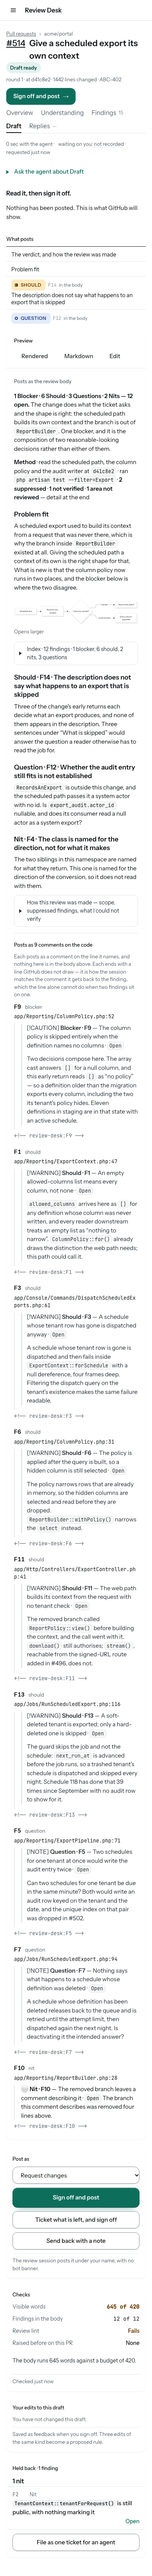 Review Desk
Pull requests › acme/portal
#514 Give a scheduled export its
own context
Draft ready
round 1 · at d41c8e2 · 1442 lines changed · ABC-402
Sign off and post →
Overview Understanding Findings 15
Draft Replies –
0 sec with the agent · waiting on you: not recorded ·
requested just now
Ask the agent about Draft
Read it, then sign it off.
Nothing has been posted. This is what GitHub will
show.
What posts
The verdict, and how the review was made
Problem fit
SHOULD F14 in the body
The description does not say what happens to an
export that is skipped
QUESTION F12 in the body
Preview
Rendered Markdown Edit
Posts as the review body
1 Blocker · 6 Should · 3 Questions · 2 Nits — 12
open. The change does what the ticket asks
and the shape is right: the schedule path
builds its own context and the branch is out of
ReportBuilder. One blocker, and it is the
composition of two reasonable-looking
decisions rather than either of them.
Method · read the scheduled path, the column
policy and the audit writer at d41c8e2 · ran
php artisan test --filter=Export · 2
suppressed · 1 not verified · 1 area not
reviewed — detail at the end
Problem fit
A scheduled export used to build its context
from a request that was never there, which is
why the branch inside ReportBuilder
existed at all. Giving the scheduled path a
context of its own is the right shape for that.
What is new is that the column policy now
runs in two places, and the blocker below is
what happens where the two disagree.
Opens larger
Index · 12 findings · 1 blocker, 6 should, 2
nits, 3 questions
Should · F14 · The description does not
say what happens to an export that is
skipped
Three of the change's early returns end a
scheduled export, and the description names
one of them. The other two are silent in
the description. Three
sentences under “What is skipped” would
answer the question a reader otherwise has to
read the job for.
Question · F12 · Whether the audit entry
still fits is not established
RecordsAnExport is outside this change, and
the scheduled path passes it a system actor
with no id. Is export_audit.actor_id
nullable, and does its consumer read a null
actor as a system export?
Nit · F4 · The class is named for the
direction, not for what it makes
The two siblings in this namespace are named
for what they return. This one is named for the
direction of the conversion, so it does not read
with them.
How this review was made — scope,
suppressed findings, what I could not
verify
Posts as 9 comments on the code
Each posts as a comment on the line it names, and
nothing here is in the body above. Each ends with a
line GitHub does not draw — it is how the session
matches the comment it gets back to the finding,
which the line alone cannot do when two findings sit
on one.
F9 blocker
app/Reporting/ColumnPolicy.php:52
[!CAUTION] Blocker · F9 — The column
policy is skipped entirely when the
definition names no columns · Open
Two decisions compose here. The array
cast answers [] for a null column, and
this early return reads [] as “no policy”
— so a definition older than the migration
exports every column, including the two
its tenant's policy hides. Eleven
definitions in staging are in that state with
an active schedule.
<!-- review-desk:F9 -->
F1 should
app/Reporting/ExportContext.php:47
[!WARNING] Should · F1 — An empty
allowed-columns list means every
column, not none · Open
allowed_columns arrives here as [] for
any definition whose column was never
written, and whatever reads downstream
treats an empty list as “nothing to
narrow”. ColumnPolicy::for() already
draws the distinction the web path needs;
this path could call it.
<!-- review-desk:F1 -->
F3 should
app/Console/Commands/DispatchScheduledEx
ports.php:61
[!WARNING] Should · F3 — A schedule
whose tenant row has gone is dispatched
anyway · Open
A schedule whose tenant row is gone is
dispatched and then fails inside
ExportContext::forSchedule with a
null dereference, four frames deep.
Filtering the dispatch query on the
tenant's existence makes the same failure
readable.
<!-- review-desk:F3 -->
F6 should
app/Reporting/ColumnPolicy.php:31
[!WARNING] Should · F6 — The policy is
applied after the query is built, so a
hidden column is still selected · Open
The policy narrows rows that are already
in memory, so the hidden columns are
selected and read before they are
dropped.
ReportBuilder::withPolicy() narrows
the select instead.
<!-- review-desk:F6 -->
F11 should
app/Http/Controllers/ExportController.ph
p:41
[!WARNING] Should · F11 — The web path
builds its context from the request with
no tenant check · Open
The removed branch called
ReportPolicy::view() before building
the context, and the call went with it.
download() still authorises; stream(),
reachable from the signed-URL route
added in #496, does not.
<!-- review-desk:F11 -->
F13 should
app/Jobs/RunScheduledExport.php:116
[!WARNING] Should · F13 — A soft-
deleted tenant is exported; only a hard-
deleted one is skipped · Open
The guard skips the job and not the
schedule: next_run_at is advanced
before the job runs, so a trashed tenant's
schedule is dispatched and skipped every
night. Schedule 118 has done that 39
times since September with no audit row
to show for it.
<!-- review-desk:F13 -->
F5 question
app/Reporting/ExportPipeline.php:71
[!NOTE] Question · F5 — Two schedules
for one tenant at once would write the
audit entry twice · Open
Can two schedules for one tenant be due
in the same minute? Both would write an
audit row keyed on the tenant and the
date, and the unique index on that pair
was dropped in #502.
<!-- review-desk:F5 -->
F7 question
app/Jobs/RunScheduledExport.php:94
[!NOTE] Question · F7 — Nothing says
what happens to a schedule whose
definition was deleted · Open
A schedule whose definition has been
deleted releases back to the queue and is
retried until the attempt limit, then
dispatched again the next night. Is
deactivating it the intended answer?
<!-- review-desk:F7 -->
F10 nit
app/Reporting/ReportBuilder.php:28
Nit · F10 — The removed branch leaves a
comment describing it · Open The branch
this comment describes was removed four
lines above.
<!-- review-desk:F10 -->
Post as
Request changes
Sign off and post
Ticket what is left, and sign off
Send back with a note
The review session posts it under your name, with no
bot banner.
Checks
Visible words 645 of 420
Findings in the body 12 of 12
Review lint Fails
Raised before on this PR None
The body runs 645 words against a budget of 420.
Checked just now
Your edits to this draft
You have not changed this draft.
Saved as feedback when you sign off. Three edits of
the same kind become a proposed rule.
Held back · 1 finding
1 nit
F2 Nit
TenantContext::tenantForRequest() is still
public, with nothing marking it
Open
File as one ticket for an agent